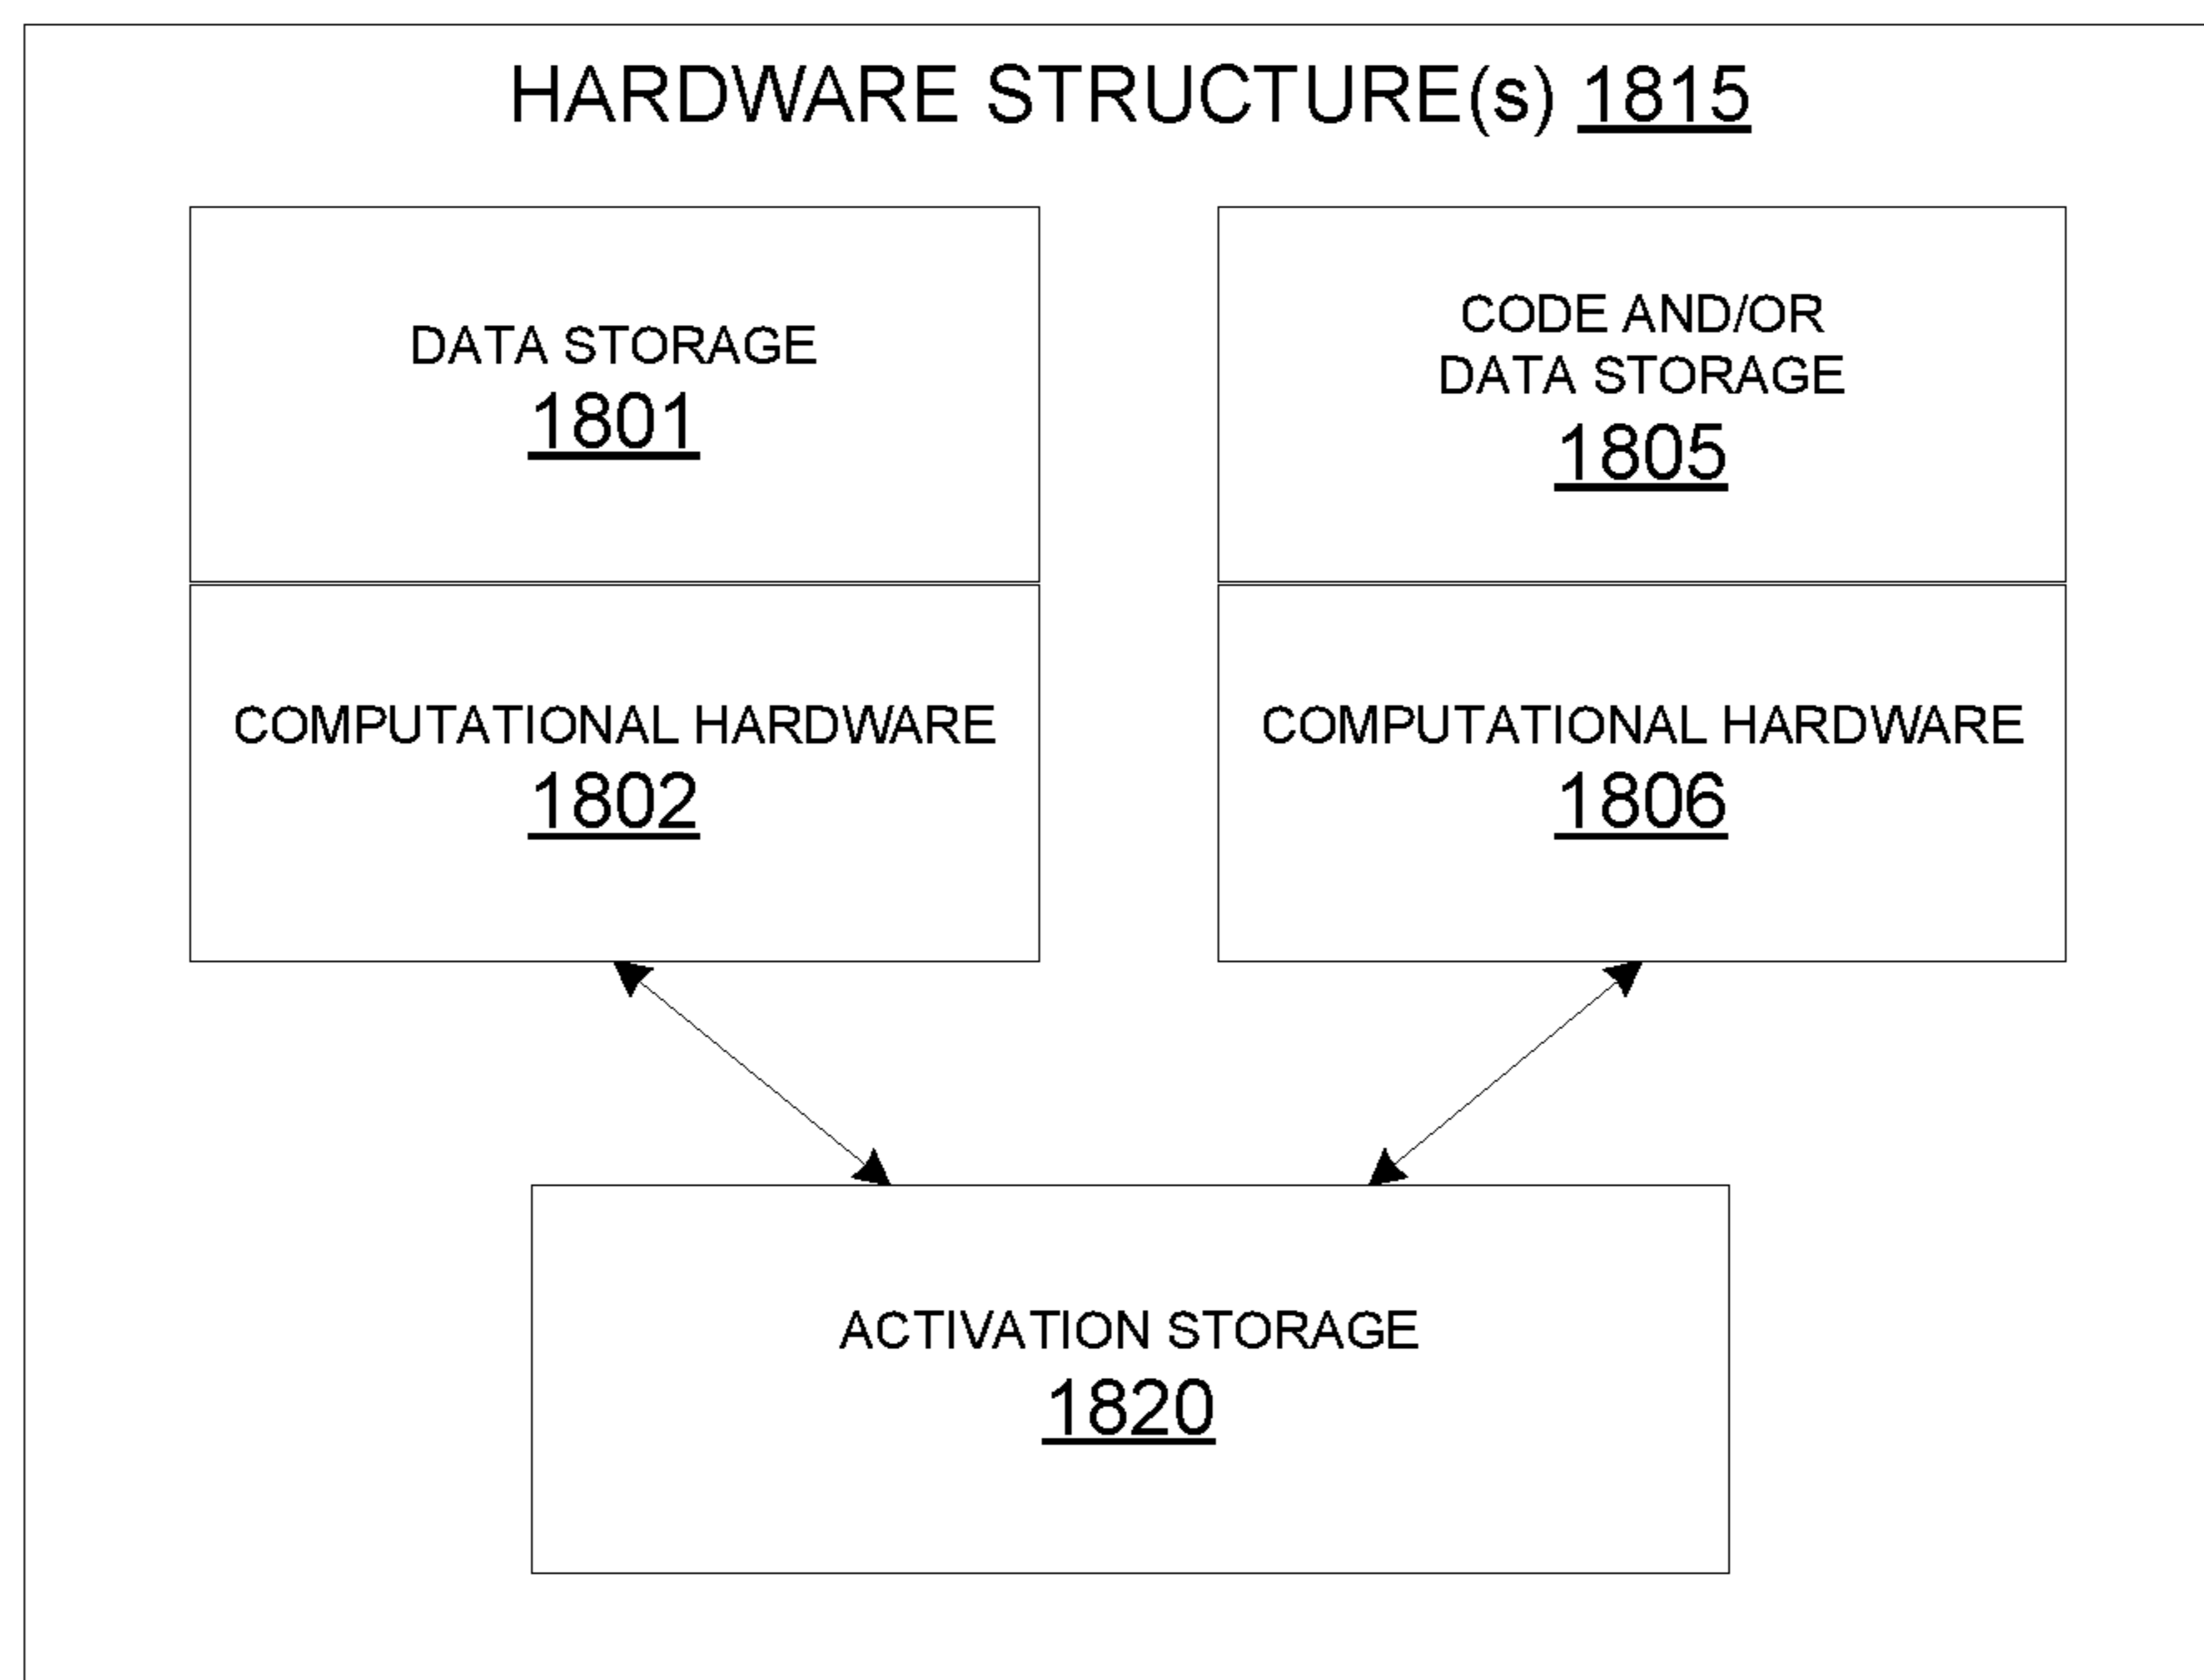 HARDWARE STRUCTURE(s) 1815
DATA STORAGE
1801
CODE AND/OR
DATA STORAGE
1805
COMPUTATIONAL HARDWARE
1802
COMPUTATIONAL HARDWARE
1806
ACTIVATION STORAGE
1820